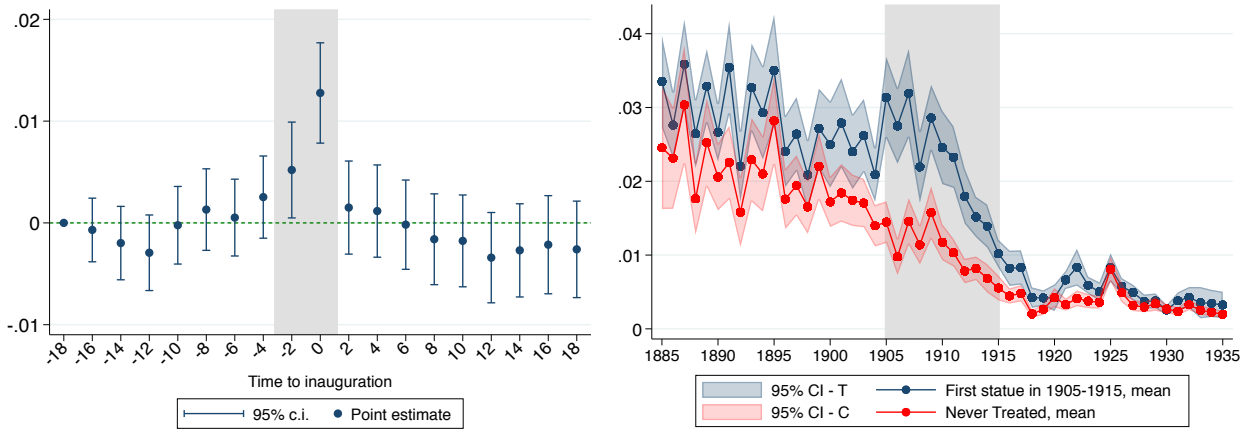 .02
.01
0
-.01
-18 -16 -14 -12 -10 -8 -6 -4 -2 0 2 4 6 8 10 12 14 16 18
Time to inauguration
95% c.i. Point estimate
.04
.03
.02
.01
0
1885 1890 1895 1900 1905 1910 1915 1920 1925 1930 1935
95% CI - T First statue in 1905-1915, mean
95% CI - C Never Treated, mean